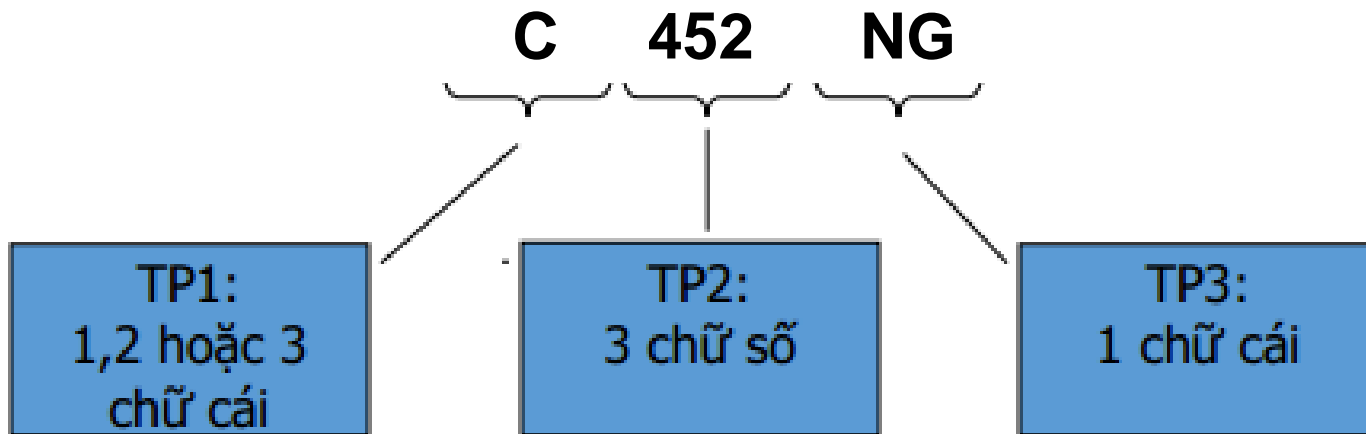 C 452 NG
TP1:
1,2 hoặc 3
chữ cái
TP2:
3 chữ số
TP3:
1 chữ cái